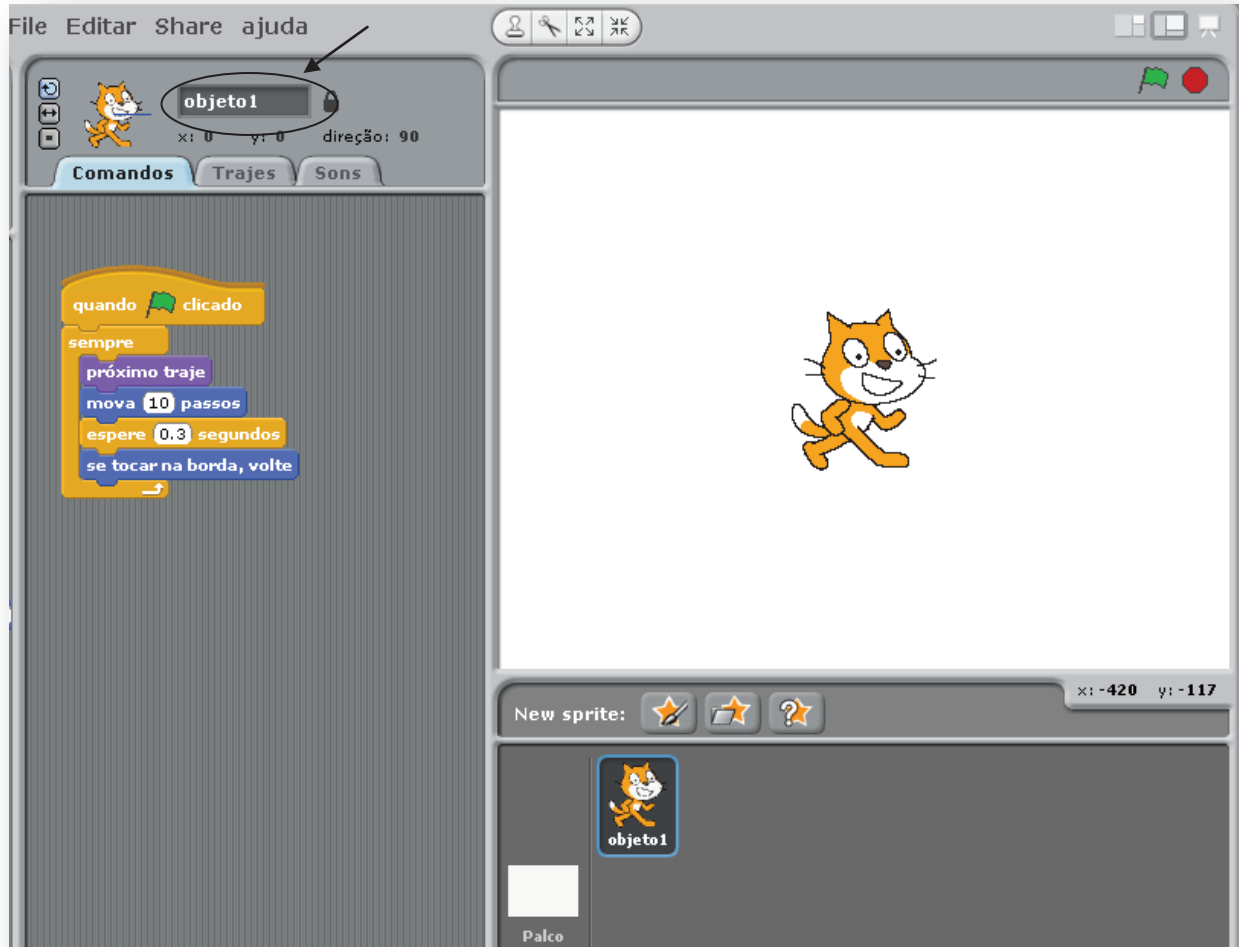 File Editar Share ajuda
objeto1
x: 0 y: 0 direção: 90
Comandos Trajes Sons
quando clicado
sempre
próximo traje
mova 10 passos
espere 0.3 segundos
se tocar na borda, volte
x: -420 y: -117
New sprite:
objeto1
Palco